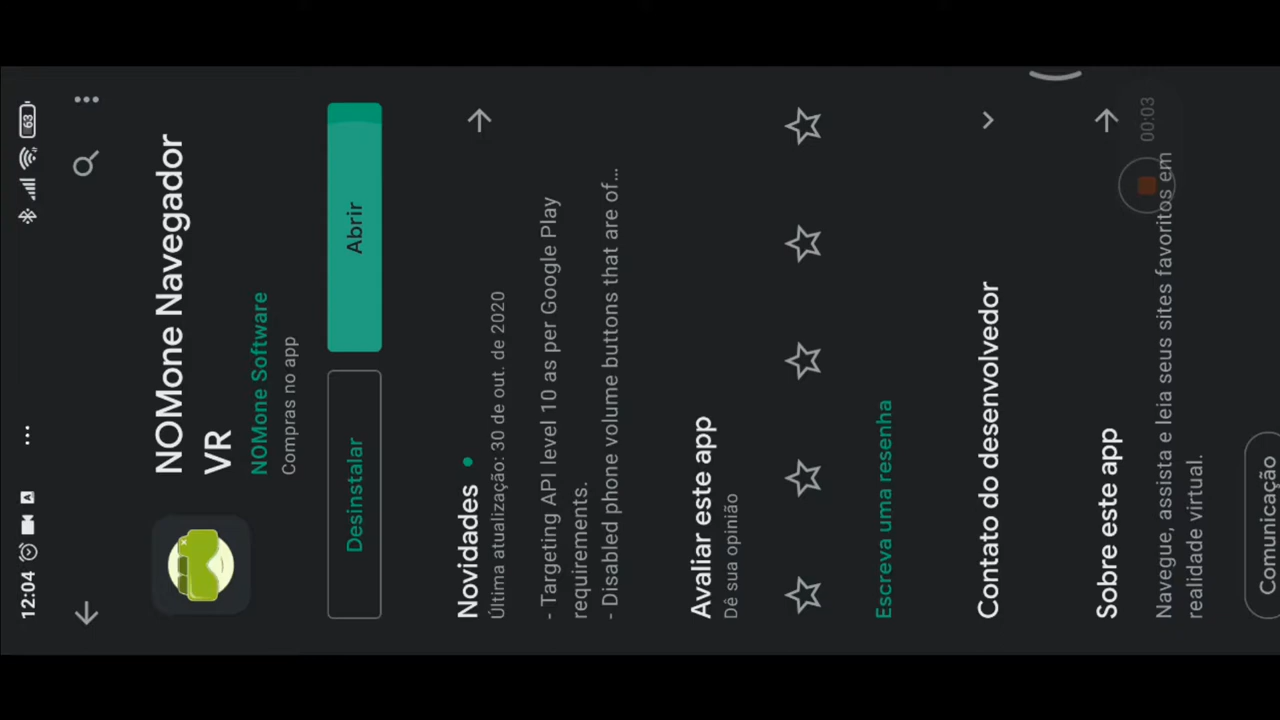 12:04
...
63
NOMone Navegador
VR
NOMone Software
Compras no app
Desinstalar
Abrir
Novidades
Última atualização: 30 de out. de 2020
- Targeting API level 10 as per Google Play
requirements.
- Disabled phone volume buttons that are of...
Avaliar este app
Dê sua opinião
Escreva uma resenha
Contato do desenvolvedor
Sobre este app
00:03
Navegue, assista e leia seus sites favoritos em
realidade virtual.
Comunicação